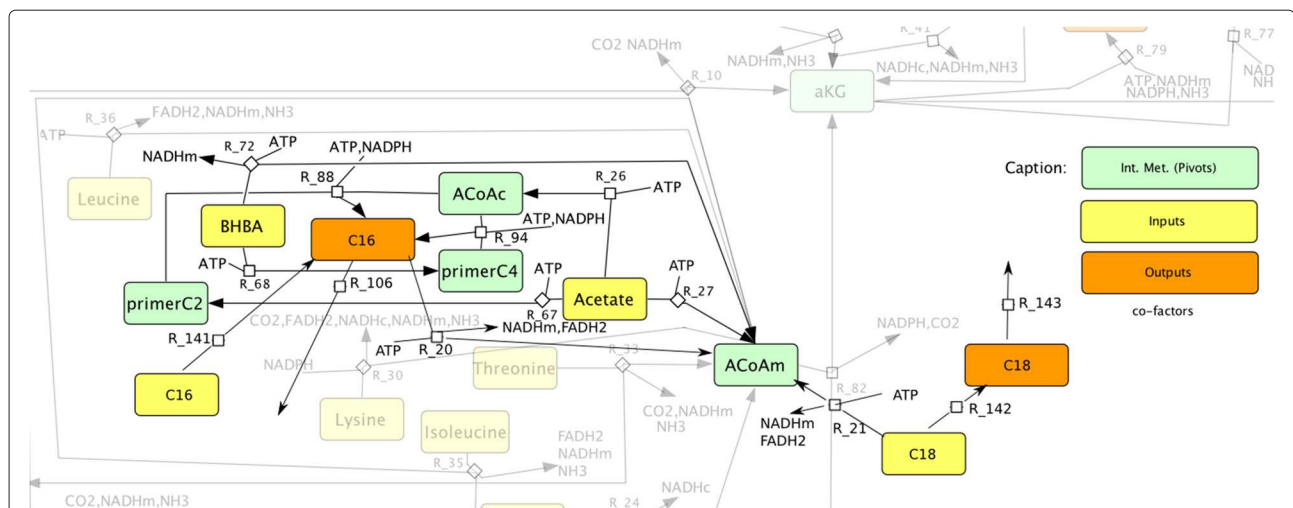 R_41
R_77
CO2 NADHm
NADHm,NH3
R_79
R_10
NADHc,NADHm,NH3
NAD
NH
aKG
ATP,NADHm
NADPH,NH3
R_36
FADH2,NADHm,NH3
ATP
R_72
ATP
ATP,NADPH
NADHm
R_88
R_26
Caption:
Int. Met. (Pivots)
Leucine
ACoAc
ATP
BHBA
C16
ATP,NADPH
R_94
Inputs
ATP
R_68
R_106
primerC4
ATP
ATP
Outputs
primerC2
Acetate
R_27
R_67
R_143
co-factors
CO2,FADH2,NADHc,NADHm,NH3
NADHm,FADH2
NADPH,CO2
R_141
ATP
R_20
R_33
NADPH
R_30
Threonine
ACoAm
C18
C16
R_82
ATP
CO2,NADHm
NH3
NADHm
FADH2
R_142
Lysine
Isoleucine
R_21
FADH2
NADHm
NH3
C18
R_35
NADHc
CO2,NADHm,NH3
R_24